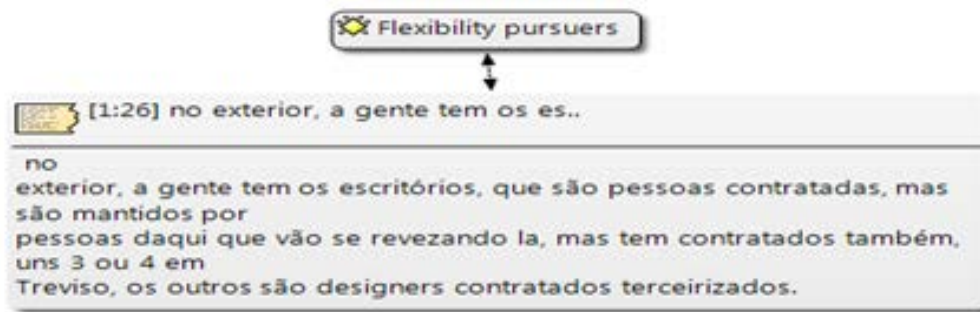 Flexibility pursuers
[1:26] no exterior, a gente tem os es..
no
exterior, a gente tem os escritórios, que são pessoas contratadas, mas
são mantidos por
pessoas daqui que vão se revezando la, mas tem contratados também,
uns 3 ou 4 em
Treviso, os outros são designers contratados terceirizados.